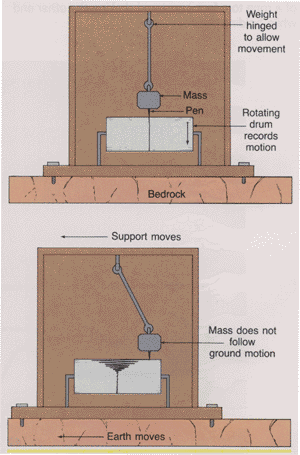 Weight
hinged
to allow
movement
Mass
Pen
Rotating
drum
records
motion
Bedrock
Support moves
Mass does not
follow
ground motion
Earth moves